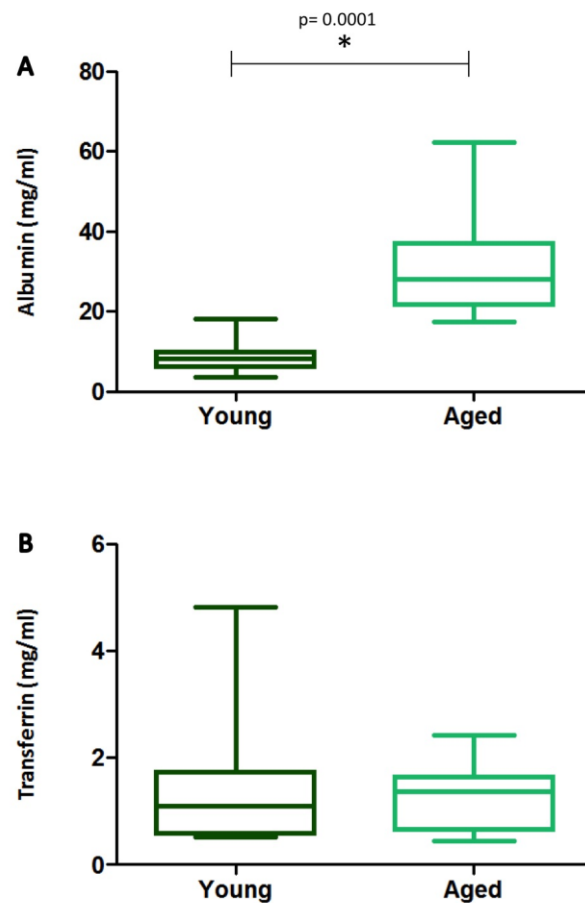 p= 0.0001
*
A
Albumin (mg/ml)
80
60
40
20
0
Young Aged
B
Transferrin (mg/ml)
6
4
2
0
Young Aged